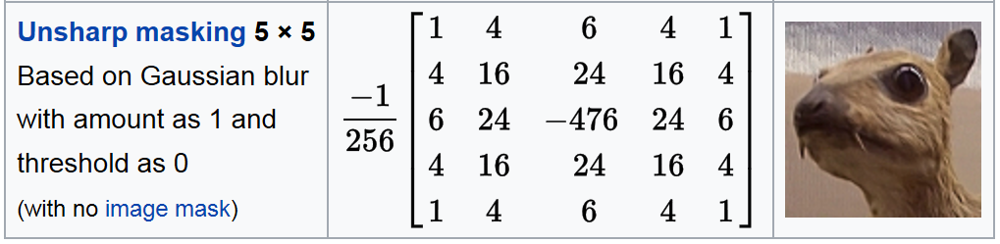 Unsharp masking 5 × 5
Based on Gaussian blur
with amount as 1 and
threshold as 0
(with no image mask)
−1
256
1 4 6 4 1
4 16 24 16 4
6 24 −476 24 6
4 16 24 16 4
1 4 6 4 1